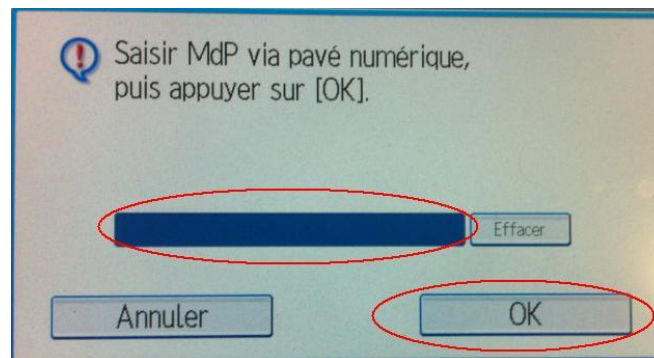 Saisir MdP via pavé numérique,
puis appuyer sur [OK].
Effacer
Annuler
OK